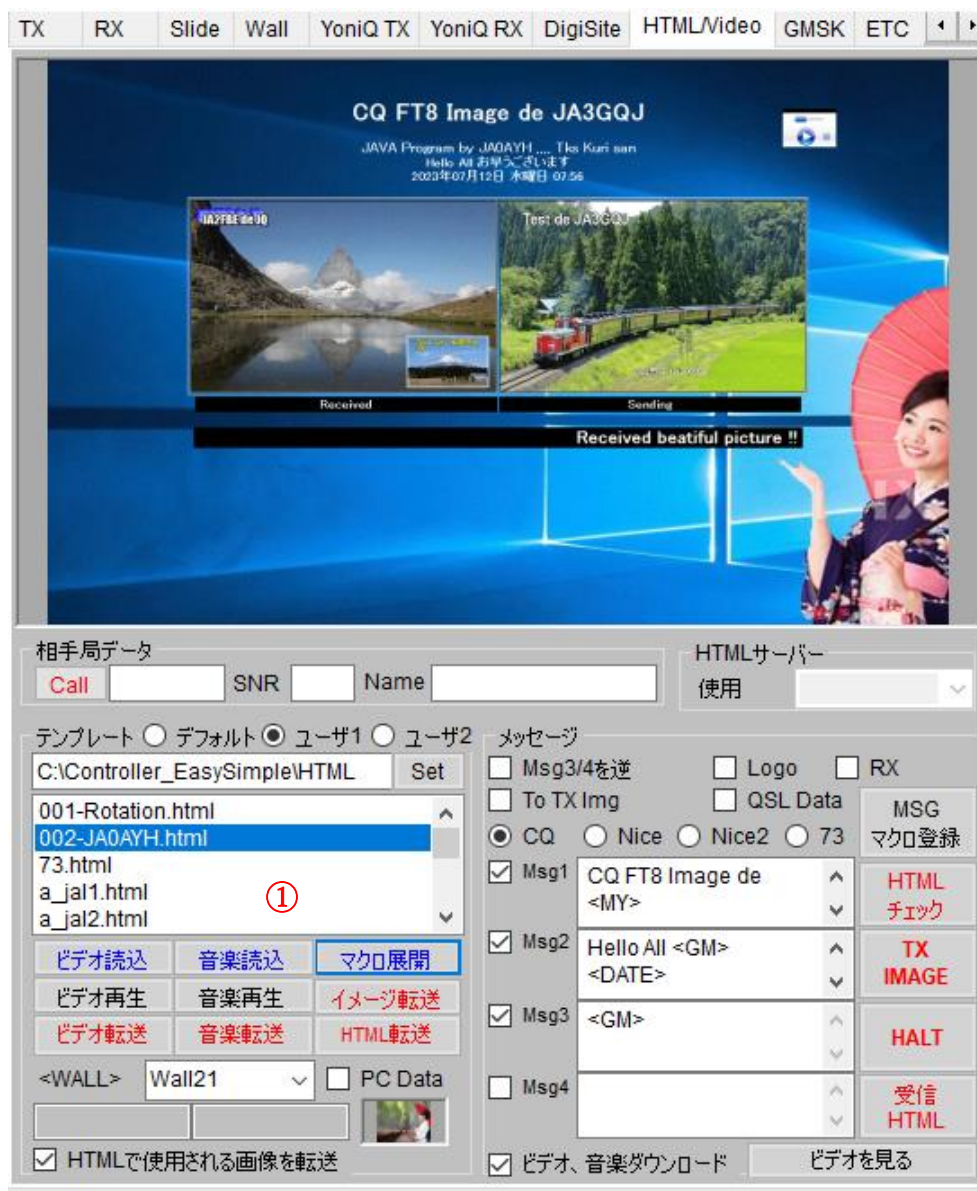 TX RX Slide Wall YoniQ TX YoniQ RX DigiSite HTML/Video GMSK ETC
CQ FT8 Image de JA3GQJ
JAVA Program by JA0AYH .... Tks Kuri san
Hello All お早うございます
2023年07月12日 水曜日 07:56
JA2FBE de JQ
Test de JA3GQJ
Received
Sending
Received beatiful picture !!
相手局データ
Call SNR Name
HTMLサーバー
使用
テンプレート デフォルト ユーザ1 ユーザ2
C:\Controller_EasySimple\HTML Set
001-Rotation.html
002-JA0AYH.html
73.html
a_jal1.html
a_jal2.html
①
ビデオ読込 音楽読込 マクロ展開
ビデオ再生 音楽再生 イメージ転送
ビデオ転送 音楽転送 HTML転送
<WALL> Wall21 PC Data
HTMLで使用される画像を転送
メッセージ
Msg3/4を逆 Logo RX
To TX Img QSL Data
CQ Nice Nice2 73
MSG
マクロ登録
Msg1 CQ FT8 Image de
<MY>
HTML
チェック
Msg2 Hello All <GM>
<DATE>
TX
IMAGE
Msg3 <GM>
HALT
Msg4
受信
HTML
ビデオ、音楽ダウンロード ビデオを見る